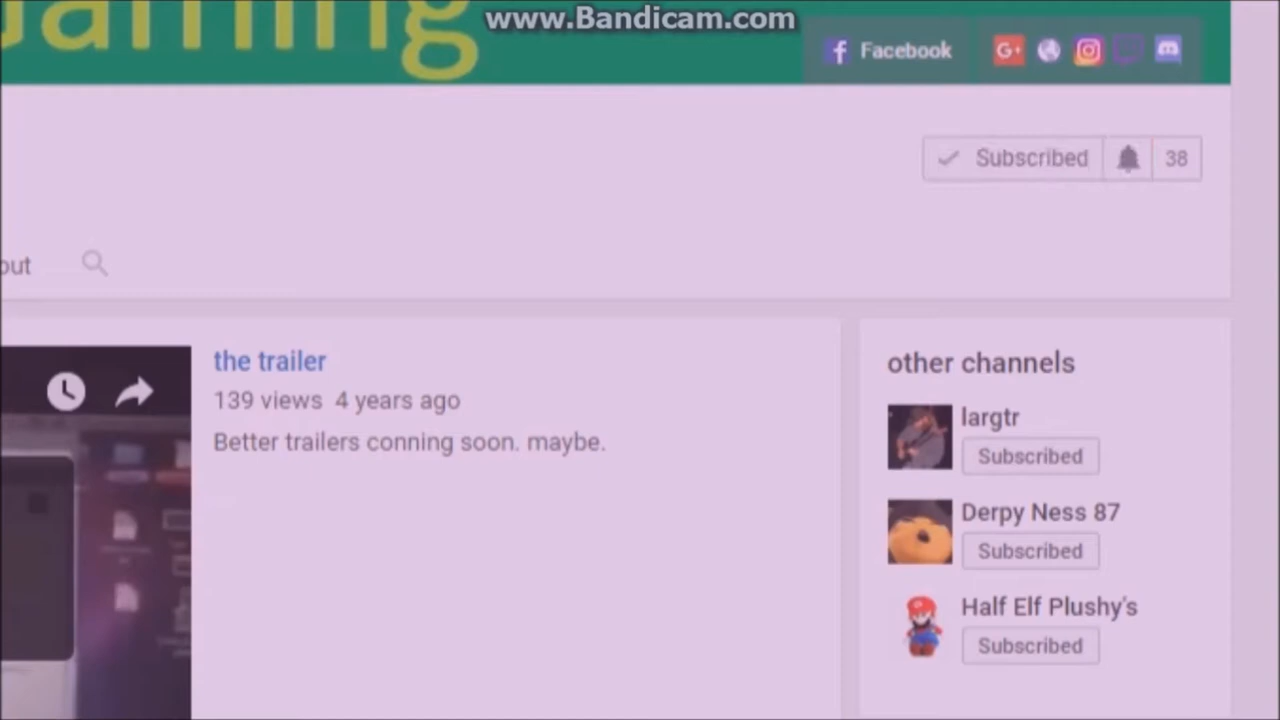 www.Bandicam.com
Gaming
Facebook
G+
Subscribed 38
out
the trailer
139 views 4 years ago
Better trailers conning soon. maybe.
other channels
largtr
Subscribed
Derpy Ness 87
Subscribed
Half Elf Plushy's
Subscribed